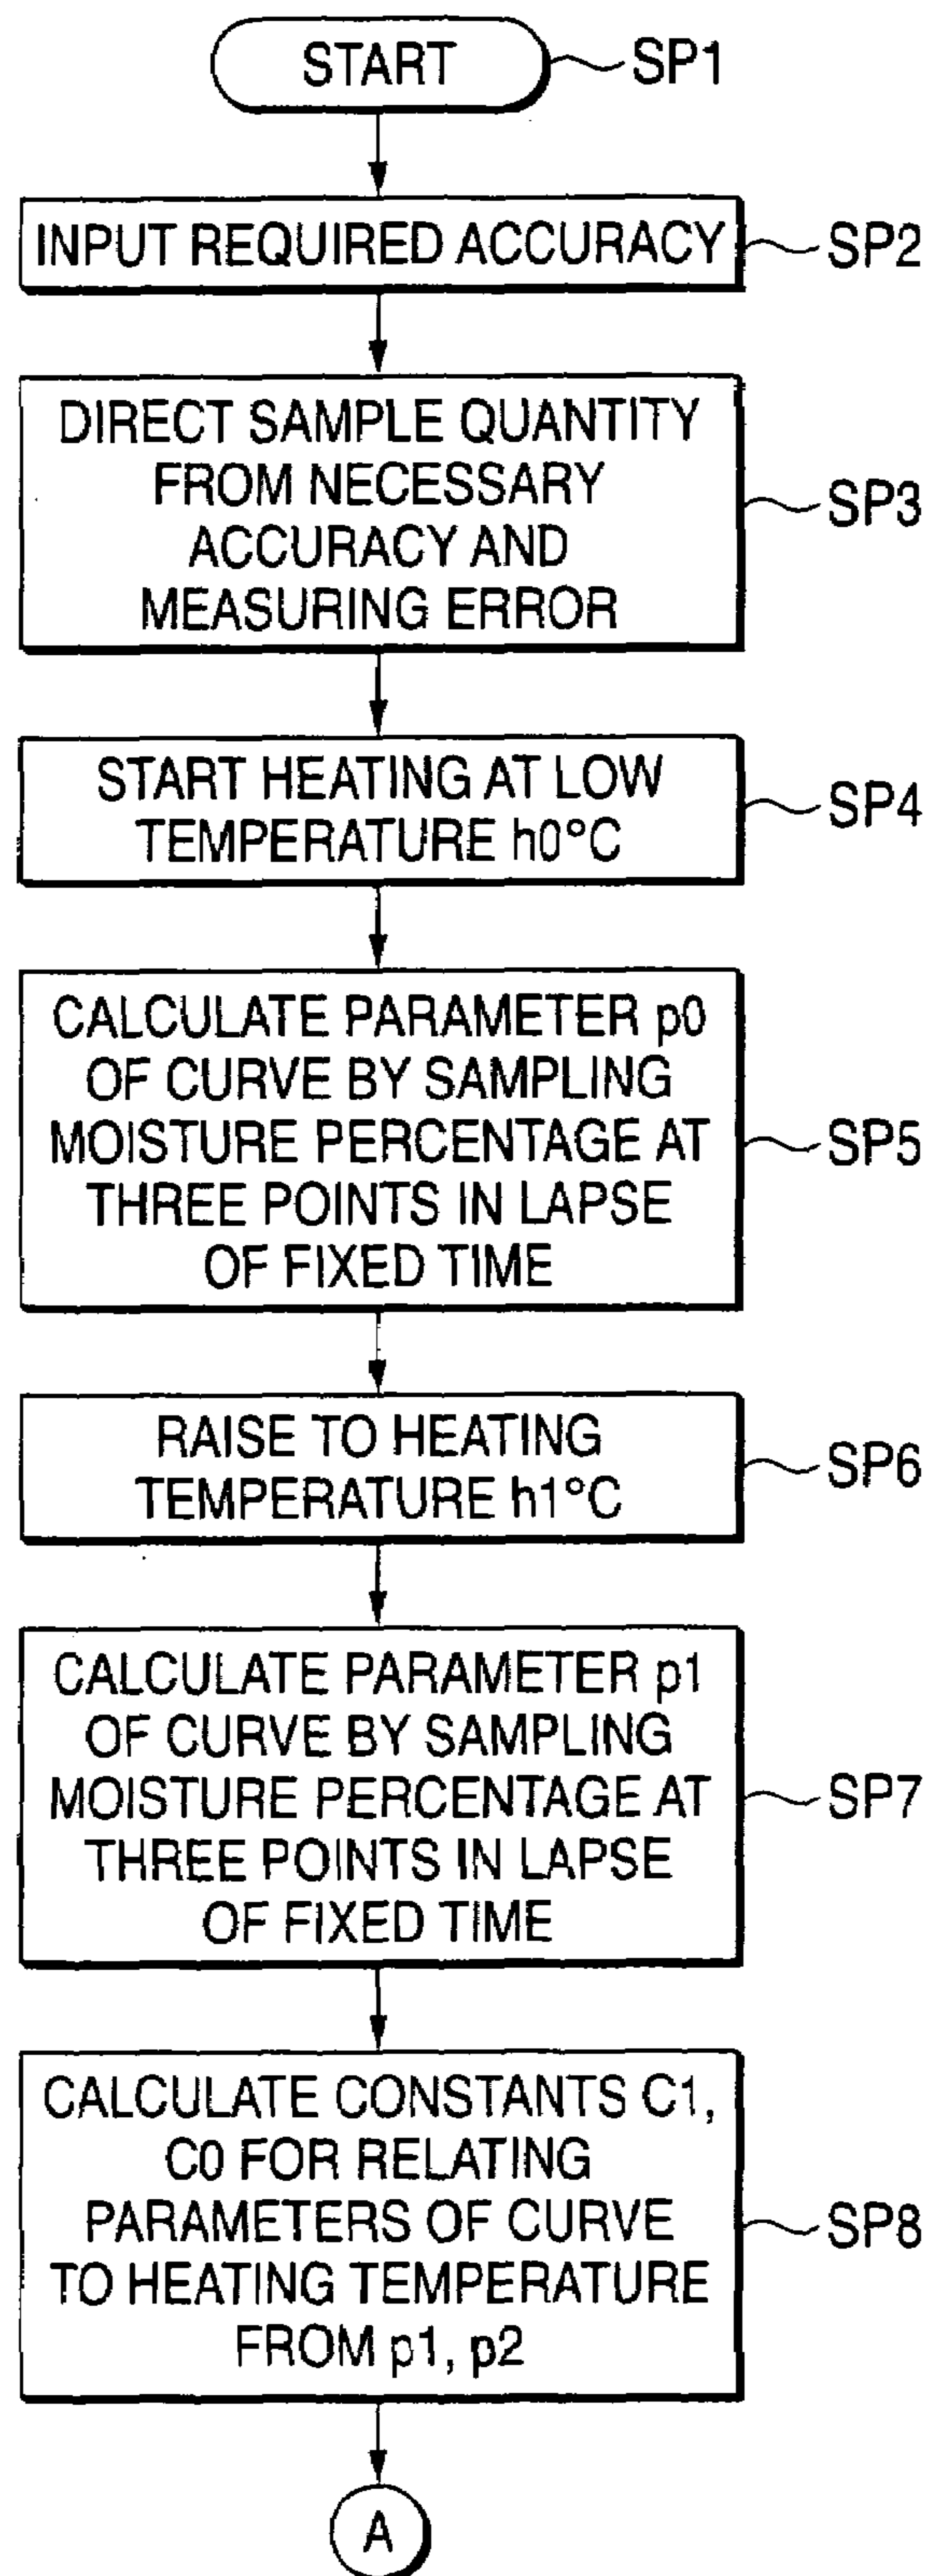 START
SP1
INPUT REQUIRED ACCURACY
SP2
DIRECT SAMPLE QUANTITY
FROM NECESSARY
ACCURACY AND
MEASURING ERROR
SP3
START HEATING AT LOW
TEMPERATURE h0°C
SP4
CALCULATE PARAMETER p0
OF CURVE BY SAMPLING
MOISTURE PERCENTAGE AT
THREE POINTS IN LAPSE
OF FIXED TIME
SP5
RAISE TO HEATING
TEMPERATURE h1°C
SP6
CALCULATE PARAMETER p1
OF CURVE BY SAMPLING
MOISTURE PERCENTAGE AT
THREE POINTS IN LAPSE
OF FIXED TIME
SP7
CALCULATE CONSTANTS C1,
C0 FOR RELATING
PARAMETERS OF CURVE
TO HEATING TEMPERATURE
FROM p1, p2
SP8
A